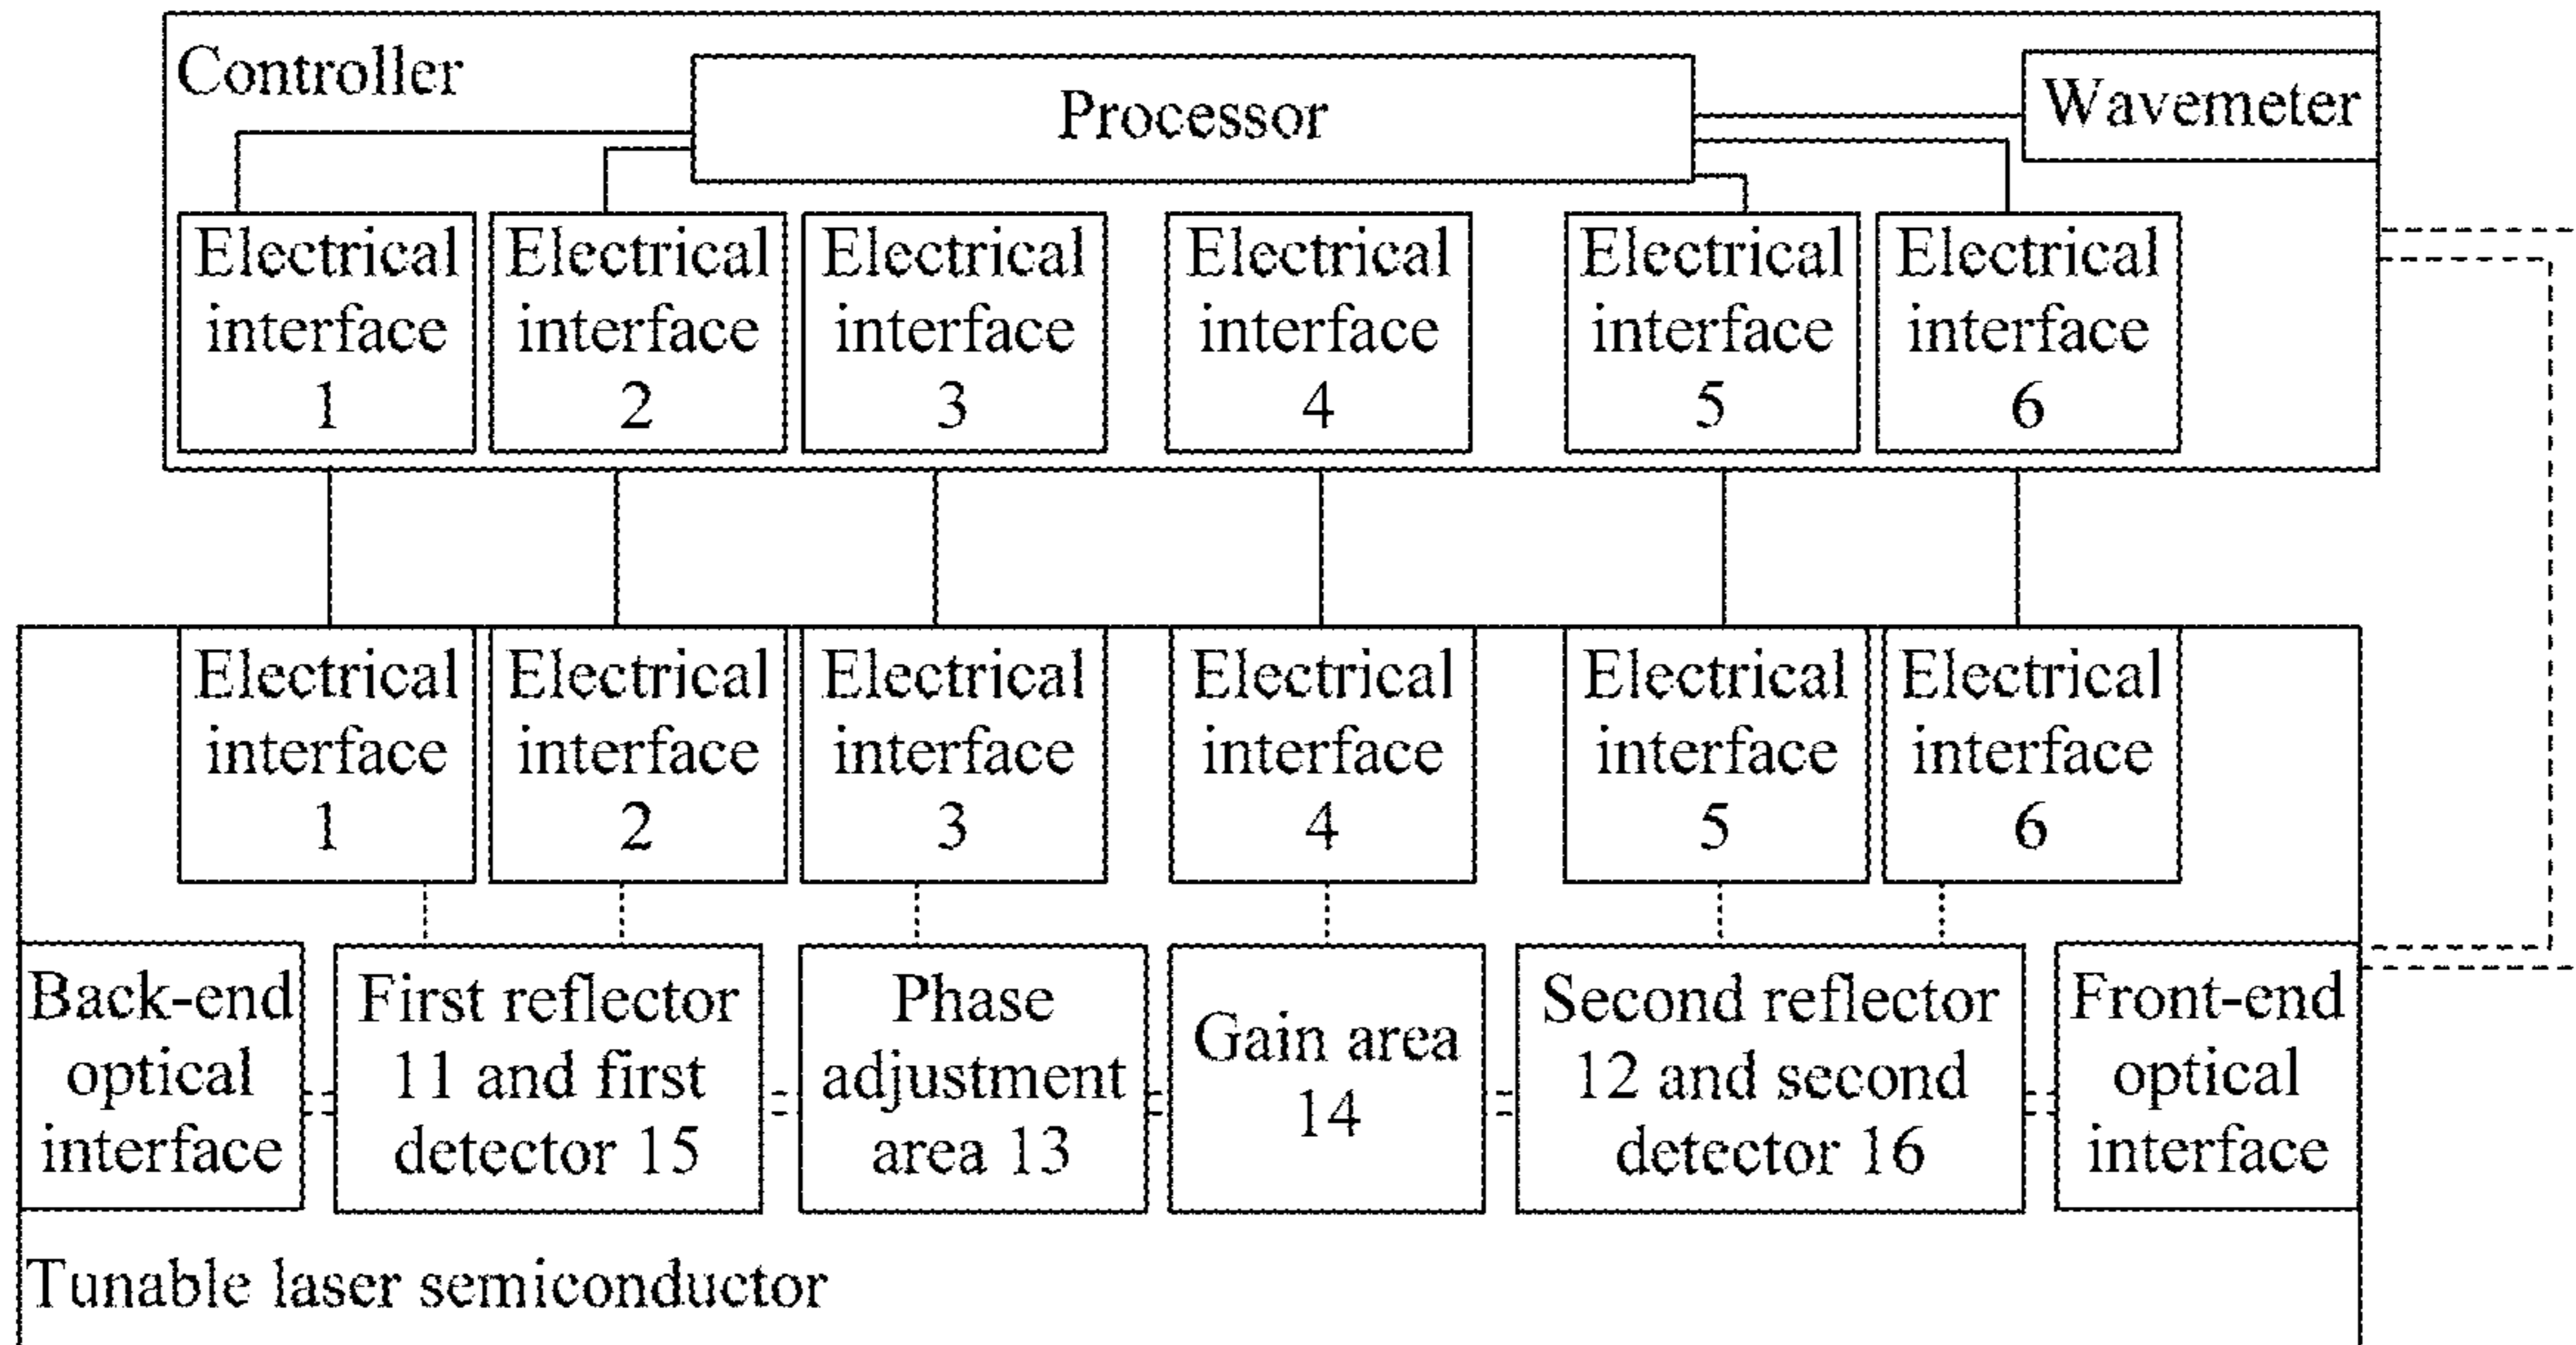 Controller
Processor
Wavemeter
Electrical
interface
1
Electrical
interface
2
Electrical
interface
3
Electrical
interface
4
Electrical
interface
5
Electrical
interface
6
Electrical
interface
1
Electrical
interface
2
Electrical
interface
3
Electrical
interface
4
Electrical
interface
5
Electrical
interface
6
Back-end
optical
interface
First reflector
11 and first
detector 15
Phase
adjustment
area 13
Gain area
14
Second reflector
12 and second
detector 16
Front-end
optical
interface
Tunable laser semiconductor